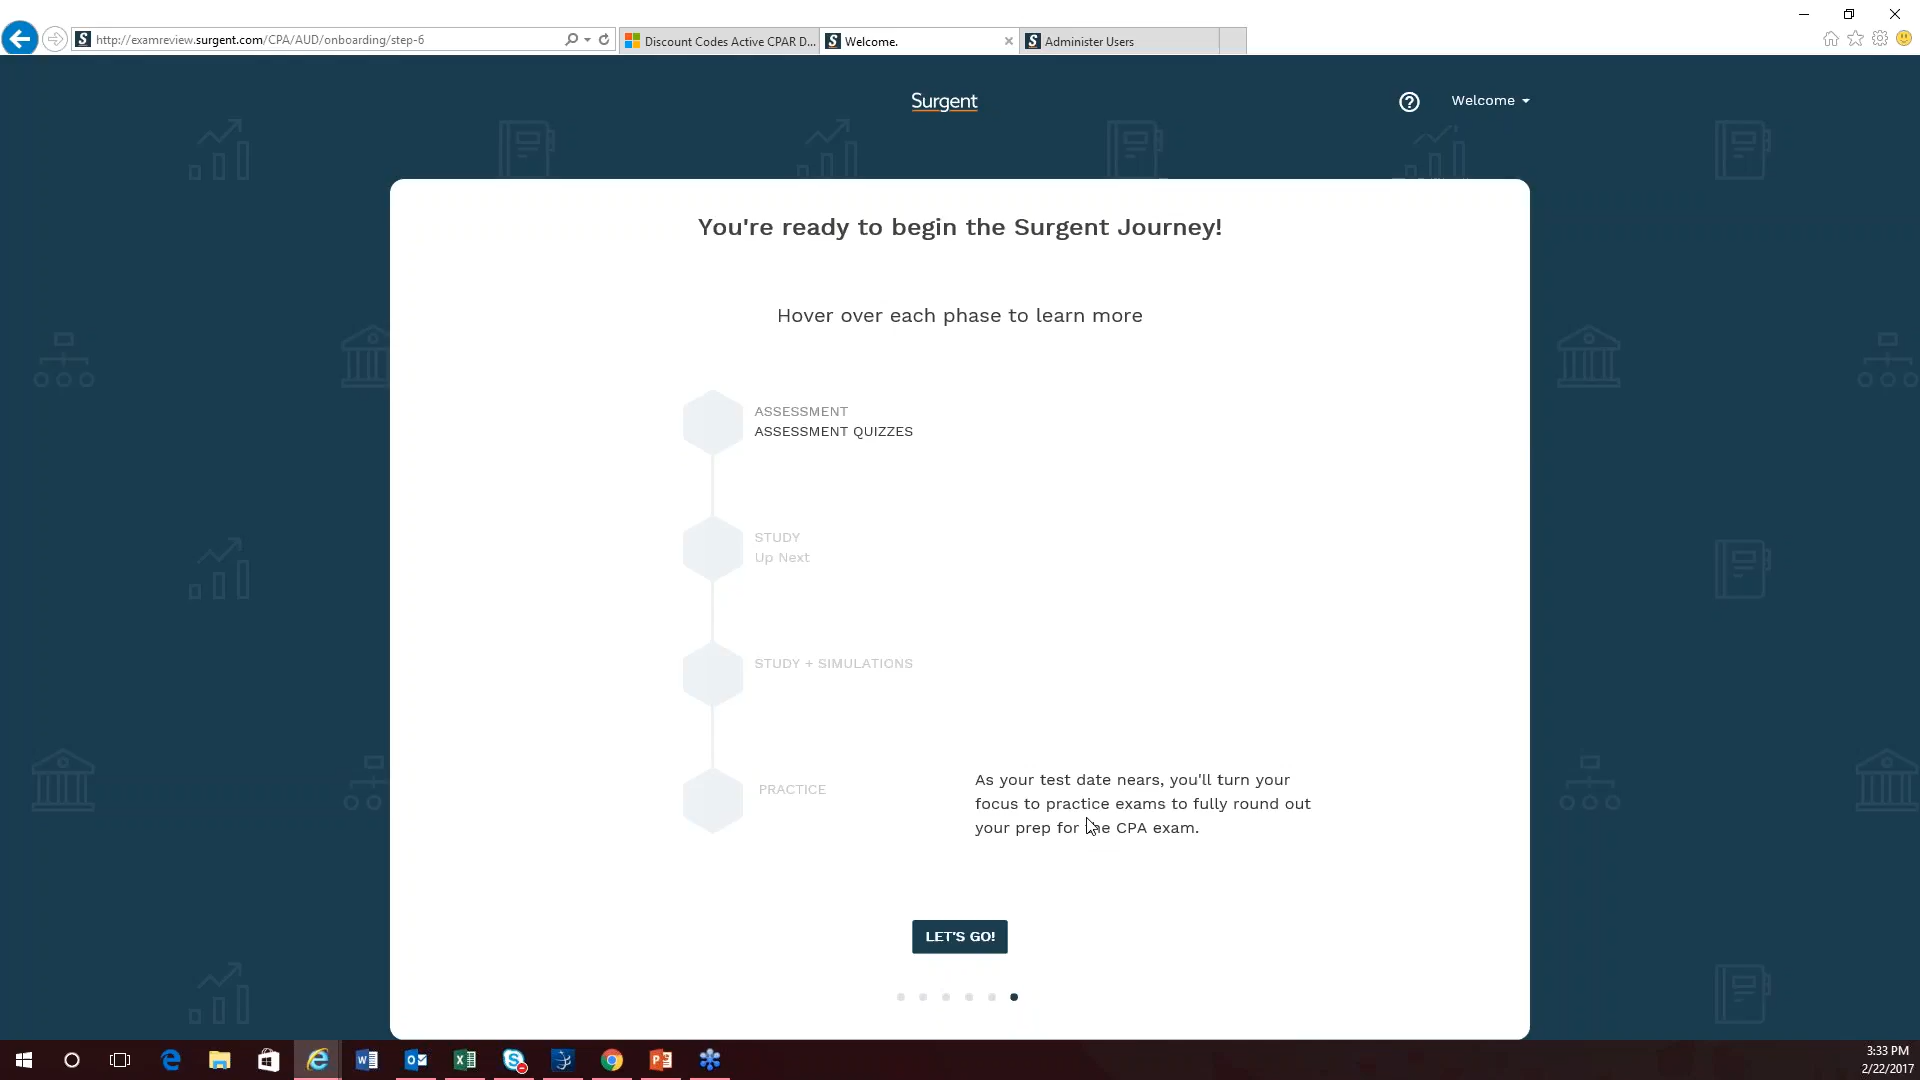 http://examreview.surgent.com/CPA/AUD/onboarding/step-6
Discount Codes Active CPAR D...
Welcome.
Administer Users
Surgent
Welcome
You're ready to begin the Surgent Journey!
Hover over each phase to learn more
ASSESSMENT
ASSESSMENT QUIZZES
STUDY
Up Next
STUDY + SIMULATIONS
PRACTICE
As your test date nears, you'll turn your
focus to practice exams to fully round out
your prep for the CPA exam.
LET'S GO!
3:33 PM
2/22/2017